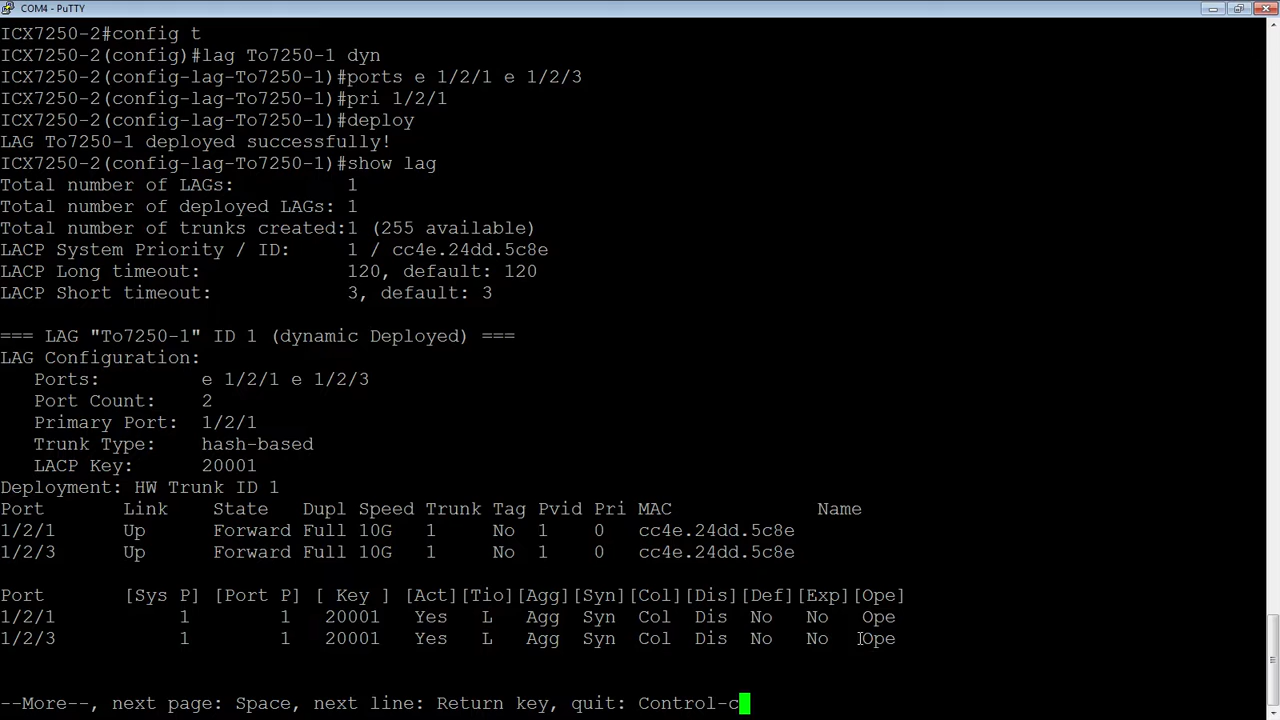 COM4 - PuTTY
ICX7250-2#config t
ICX7250-2(config)#lag To7250-1 dyn
ICX7250-2(config-lag-To7250-1)#ports e 1/2/1 e 1/2/3
ICX7250-2(config-lag-To7250-1)#pri 1/2/1
ICX7250-2(config-lag-To7250-1)#deploy
LAG To7250-1 deployed successfully!
ICX7250-2(config-lag-To7250-1)#show lag
Total number of LAGs:          1
Total number of deployed LAGs: 1
Total number of trunks created:1 (255 available)
LACP System Priority / ID:     1 / cc4e.24dd.5c8e
LACP Long timeout:             120, default: 120
LACP Short timeout:            3, default: 3
=== LAG "To7250-1" ID 1 (dynamic Deployed) ===
LAG Configuration:
   Ports:         e 1/2/1 e 1/2/3
   Port Count:    2
   Primary Port:  1/2/1
   Trunk Type:    hash-based
   LACP Key:      20001
Deployment: HW Trunk ID 1
Port       Link    State   Dupl Speed Trunk Tag Pvid Pri MAC             Name
1/2/1      Up      Forward Full 10G   1     No  1    0   cc4e.24dd.5c8e
1/2/3      Up      Forward Full 10G   1     No  1    0   cc4e.24dd.5c8e
Port       [Sys P] [Port P] [ Key ] [Act][Tio][Agg][Syn][Col][Dis][Def][Exp][Ope]
1/2/1           1        1   20001   Yes   L   Agg  Syn  Col  Dis  No   No   Ope
1/2/3           1        1   20001   Yes   L   Agg  Syn  Col  Dis  No   No   Ope
--More--, next page: Space, next line: Return key, quit: Control-c